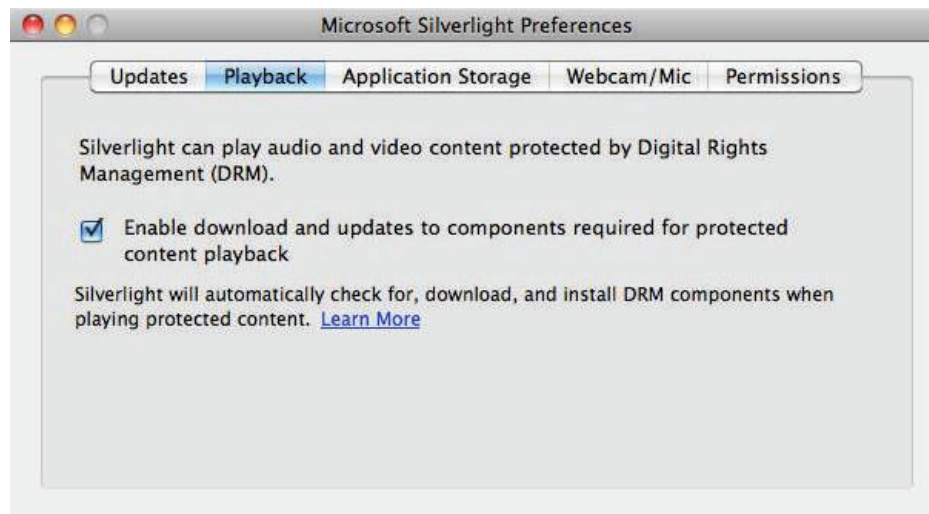 Microsoft Silverlight Preferences
Updates Playback Application Storage Webcam/Mic Permissions
Silverlight can play audio and video content protected by Digital Rights
Management (DRM).
Enable download and updates to components required for protected
content playback
Silverlight will automatically check for, download, and install DRM components when
playing protected content. Learn More